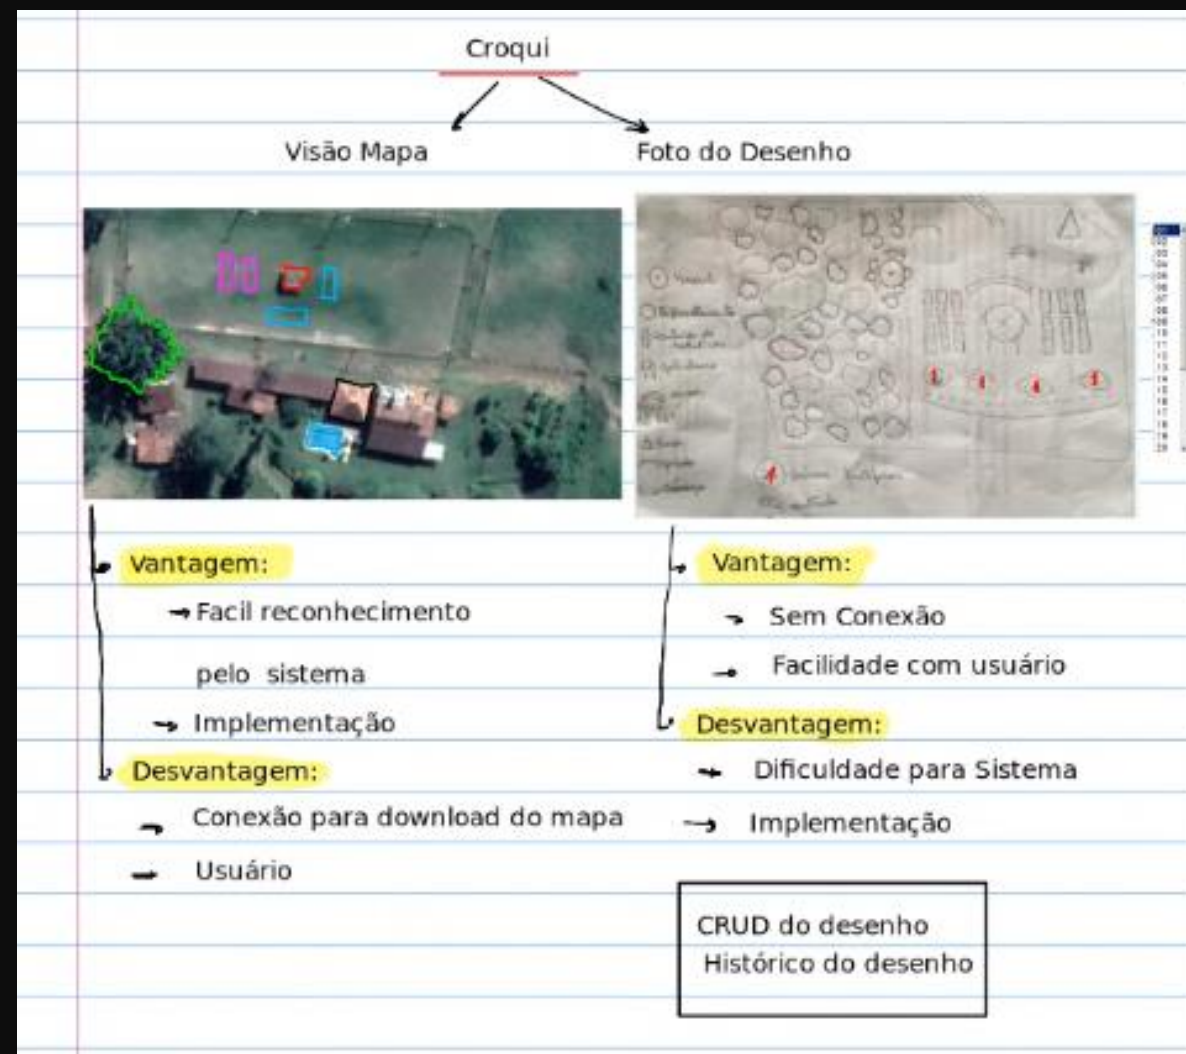 Croqui
Visão Mapa
Foto do Desenho
Vantagem:
Facil reconhecimento
pelo sistema
Implementação
Desvantagem:
Conexão para download do mapa
Usuário
Vantagem:
Sem Conexão
Facilidade com usuário
Desvantagem:
Dificuldade para Sistema
Implementação
CRUD do desenho
Histórico do desenho